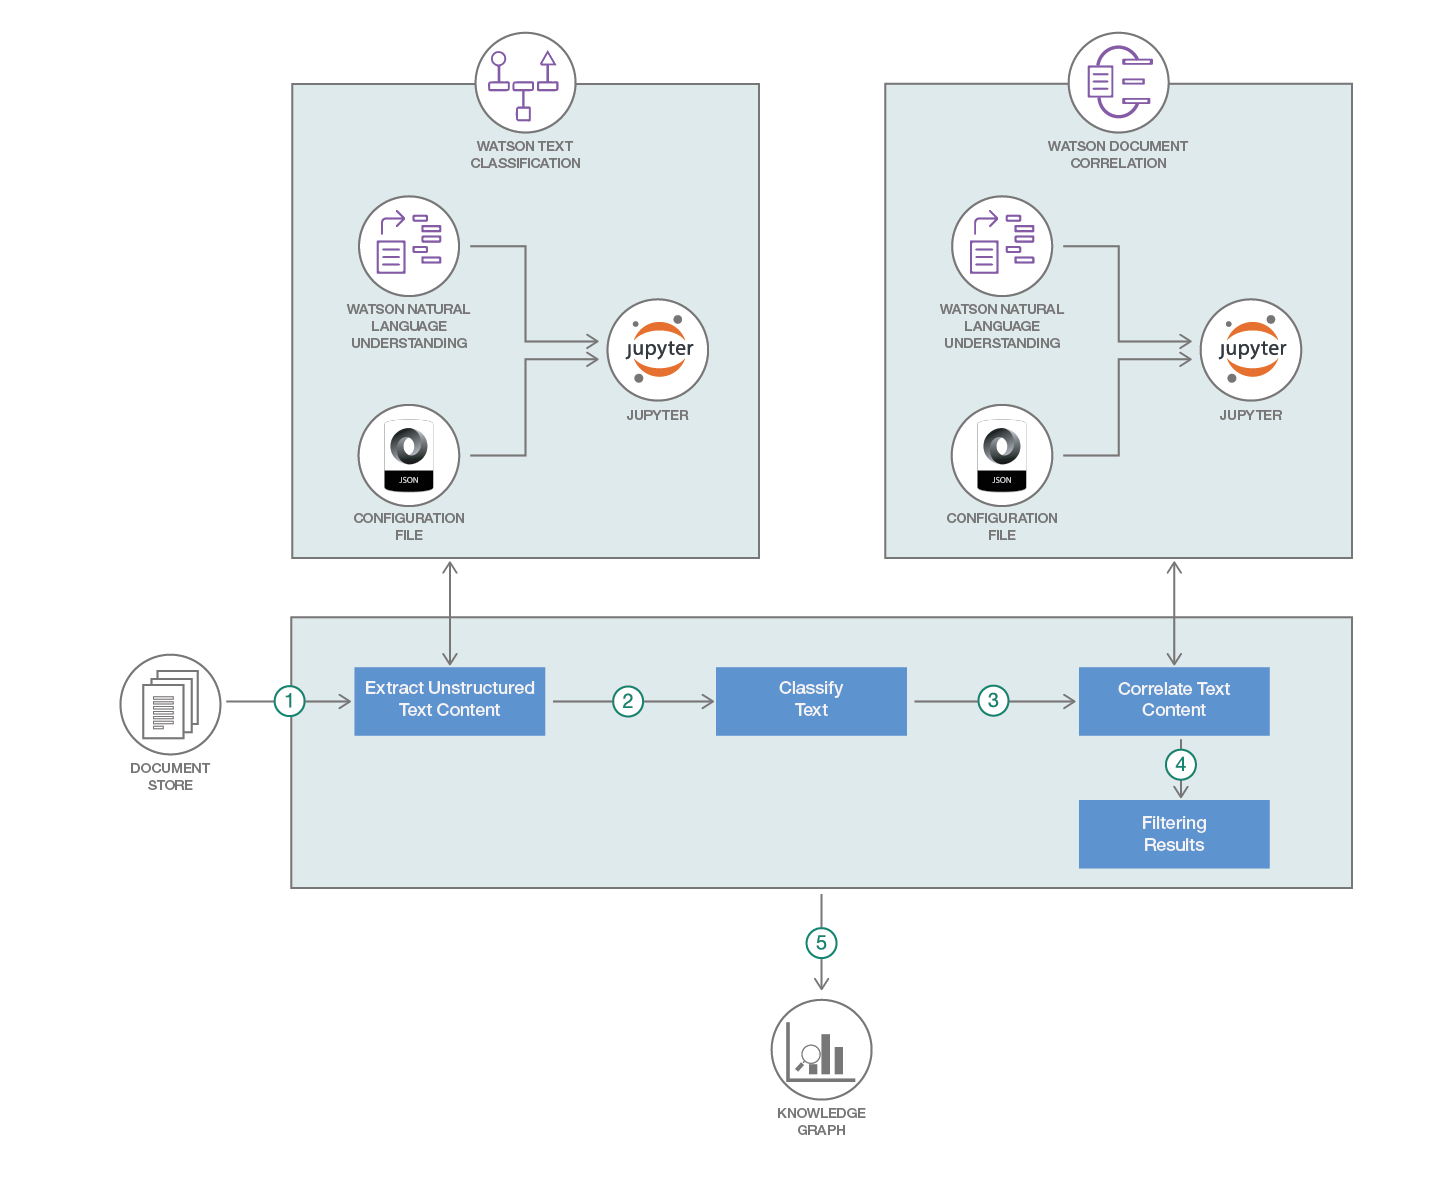 WATSON TEXT
CLASSIFICATION
WATSON NATURAL
LANGUAGE
UNDERSTANDING
jupyter
JUPYTER
JSON
CONFIGURATION
FILE
WATSON DOCUMENT
CORRELATION
WATSON NATURAL
LANGUAGE
UNDERSTANDING
jupyter
JUPYTER
JSON
CONFIGURATION
FILE
DOCUMENT
STORE
1
Extract Unstructured
Text Content
2
Classify
Text
3
Correlate Text
Content
4
Filtering
Results
5
KNOWLEDGE
GRAPH